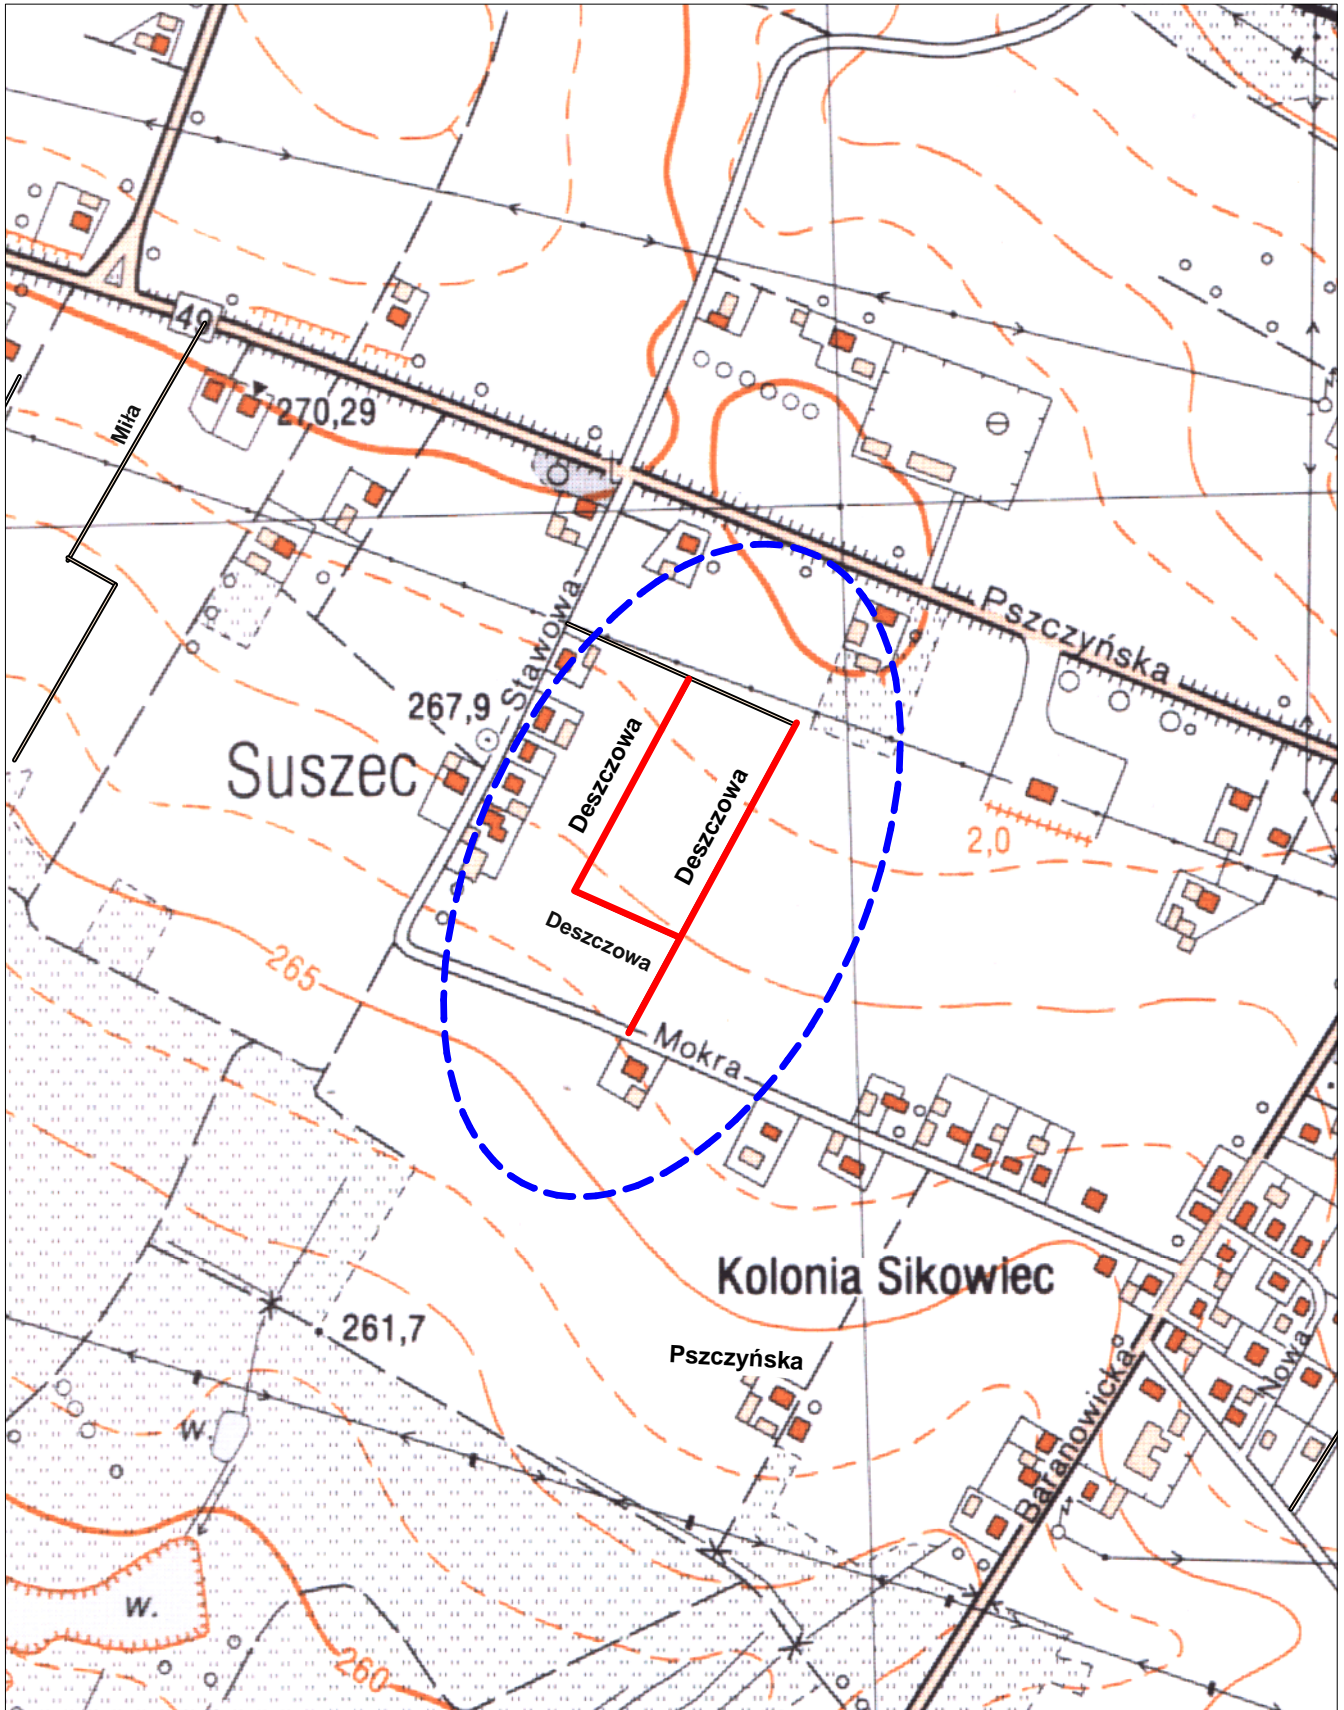 49
Miła
270,29
Pszczyńska
Stawowa
267,9
Suszec
Deszczowa
Deszczowa
2,0
Deszczowa
265
Mokra
Kolonia Sikowiec
261,7
Pszczyńska
Nowa
Baranowicka
w.
w.
260